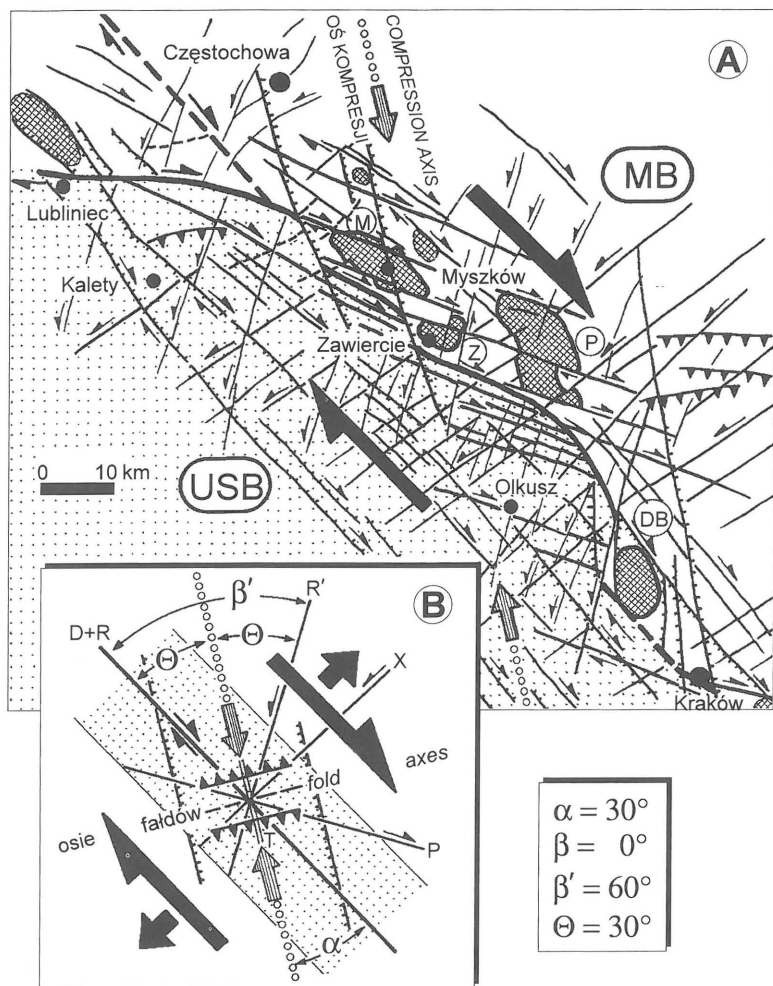 A
Częstochowa
OŚ KOMPRESJI
COMPRESSION AXIS
MB
Lubliniec
M
Kalety
Myszków
P
Zawiercie
Z
0 10 km
USB
Olkusz
DB
Kraków
B
β' R'
D+R
Θ Θ
X
axes
fold
fałdów
osie
T
P
α
α = 30°
β = 0°
β' = 60°
Θ = 30°